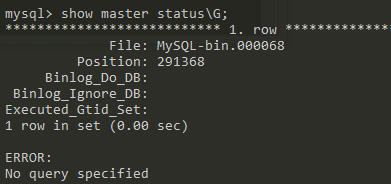 mysql> show master status\G;
*************************** 1. row **************
File: MySQL-bin.000068
Position: 291368
Binlog_Do_DB:
Binlog_Ignore_DB:
Executed_Gtid_Set:
1 row in set (0.00 sec)
ERROR:
No query specified